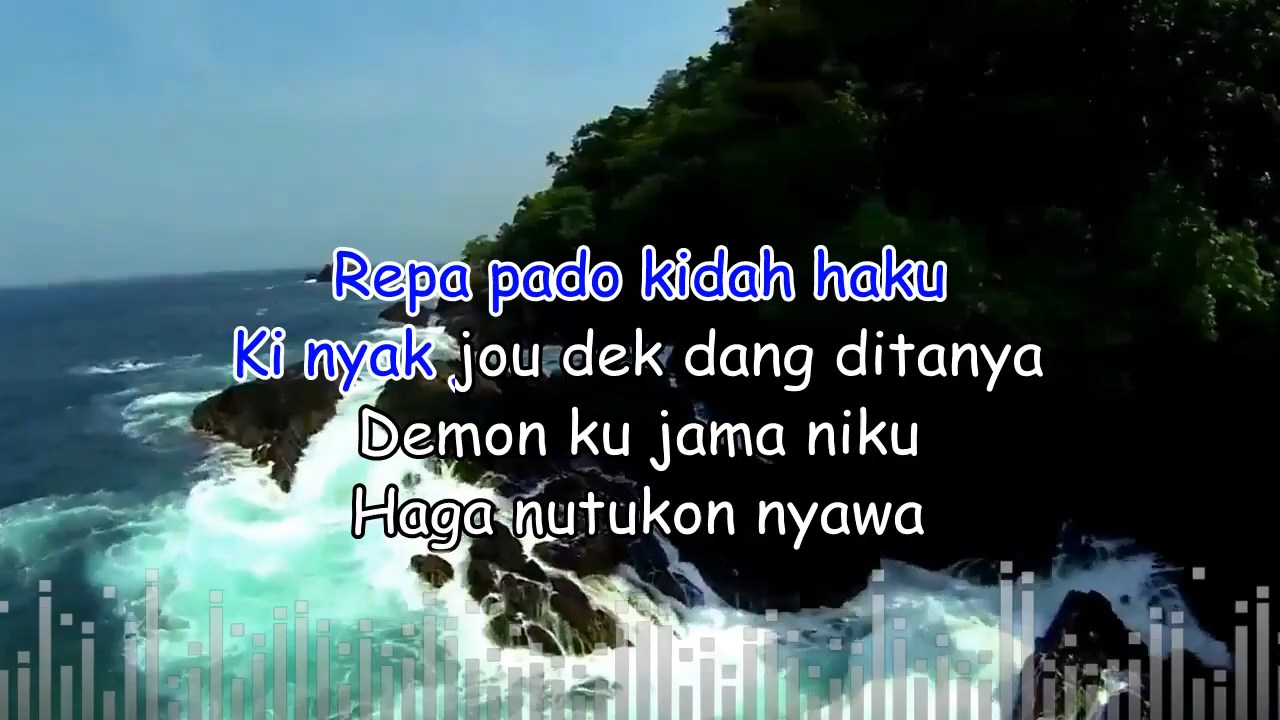 Repa pado kidah haku
Ki nyak jou dek dang ditanya
Demon ku jama niku
Haga nutukon nyawa